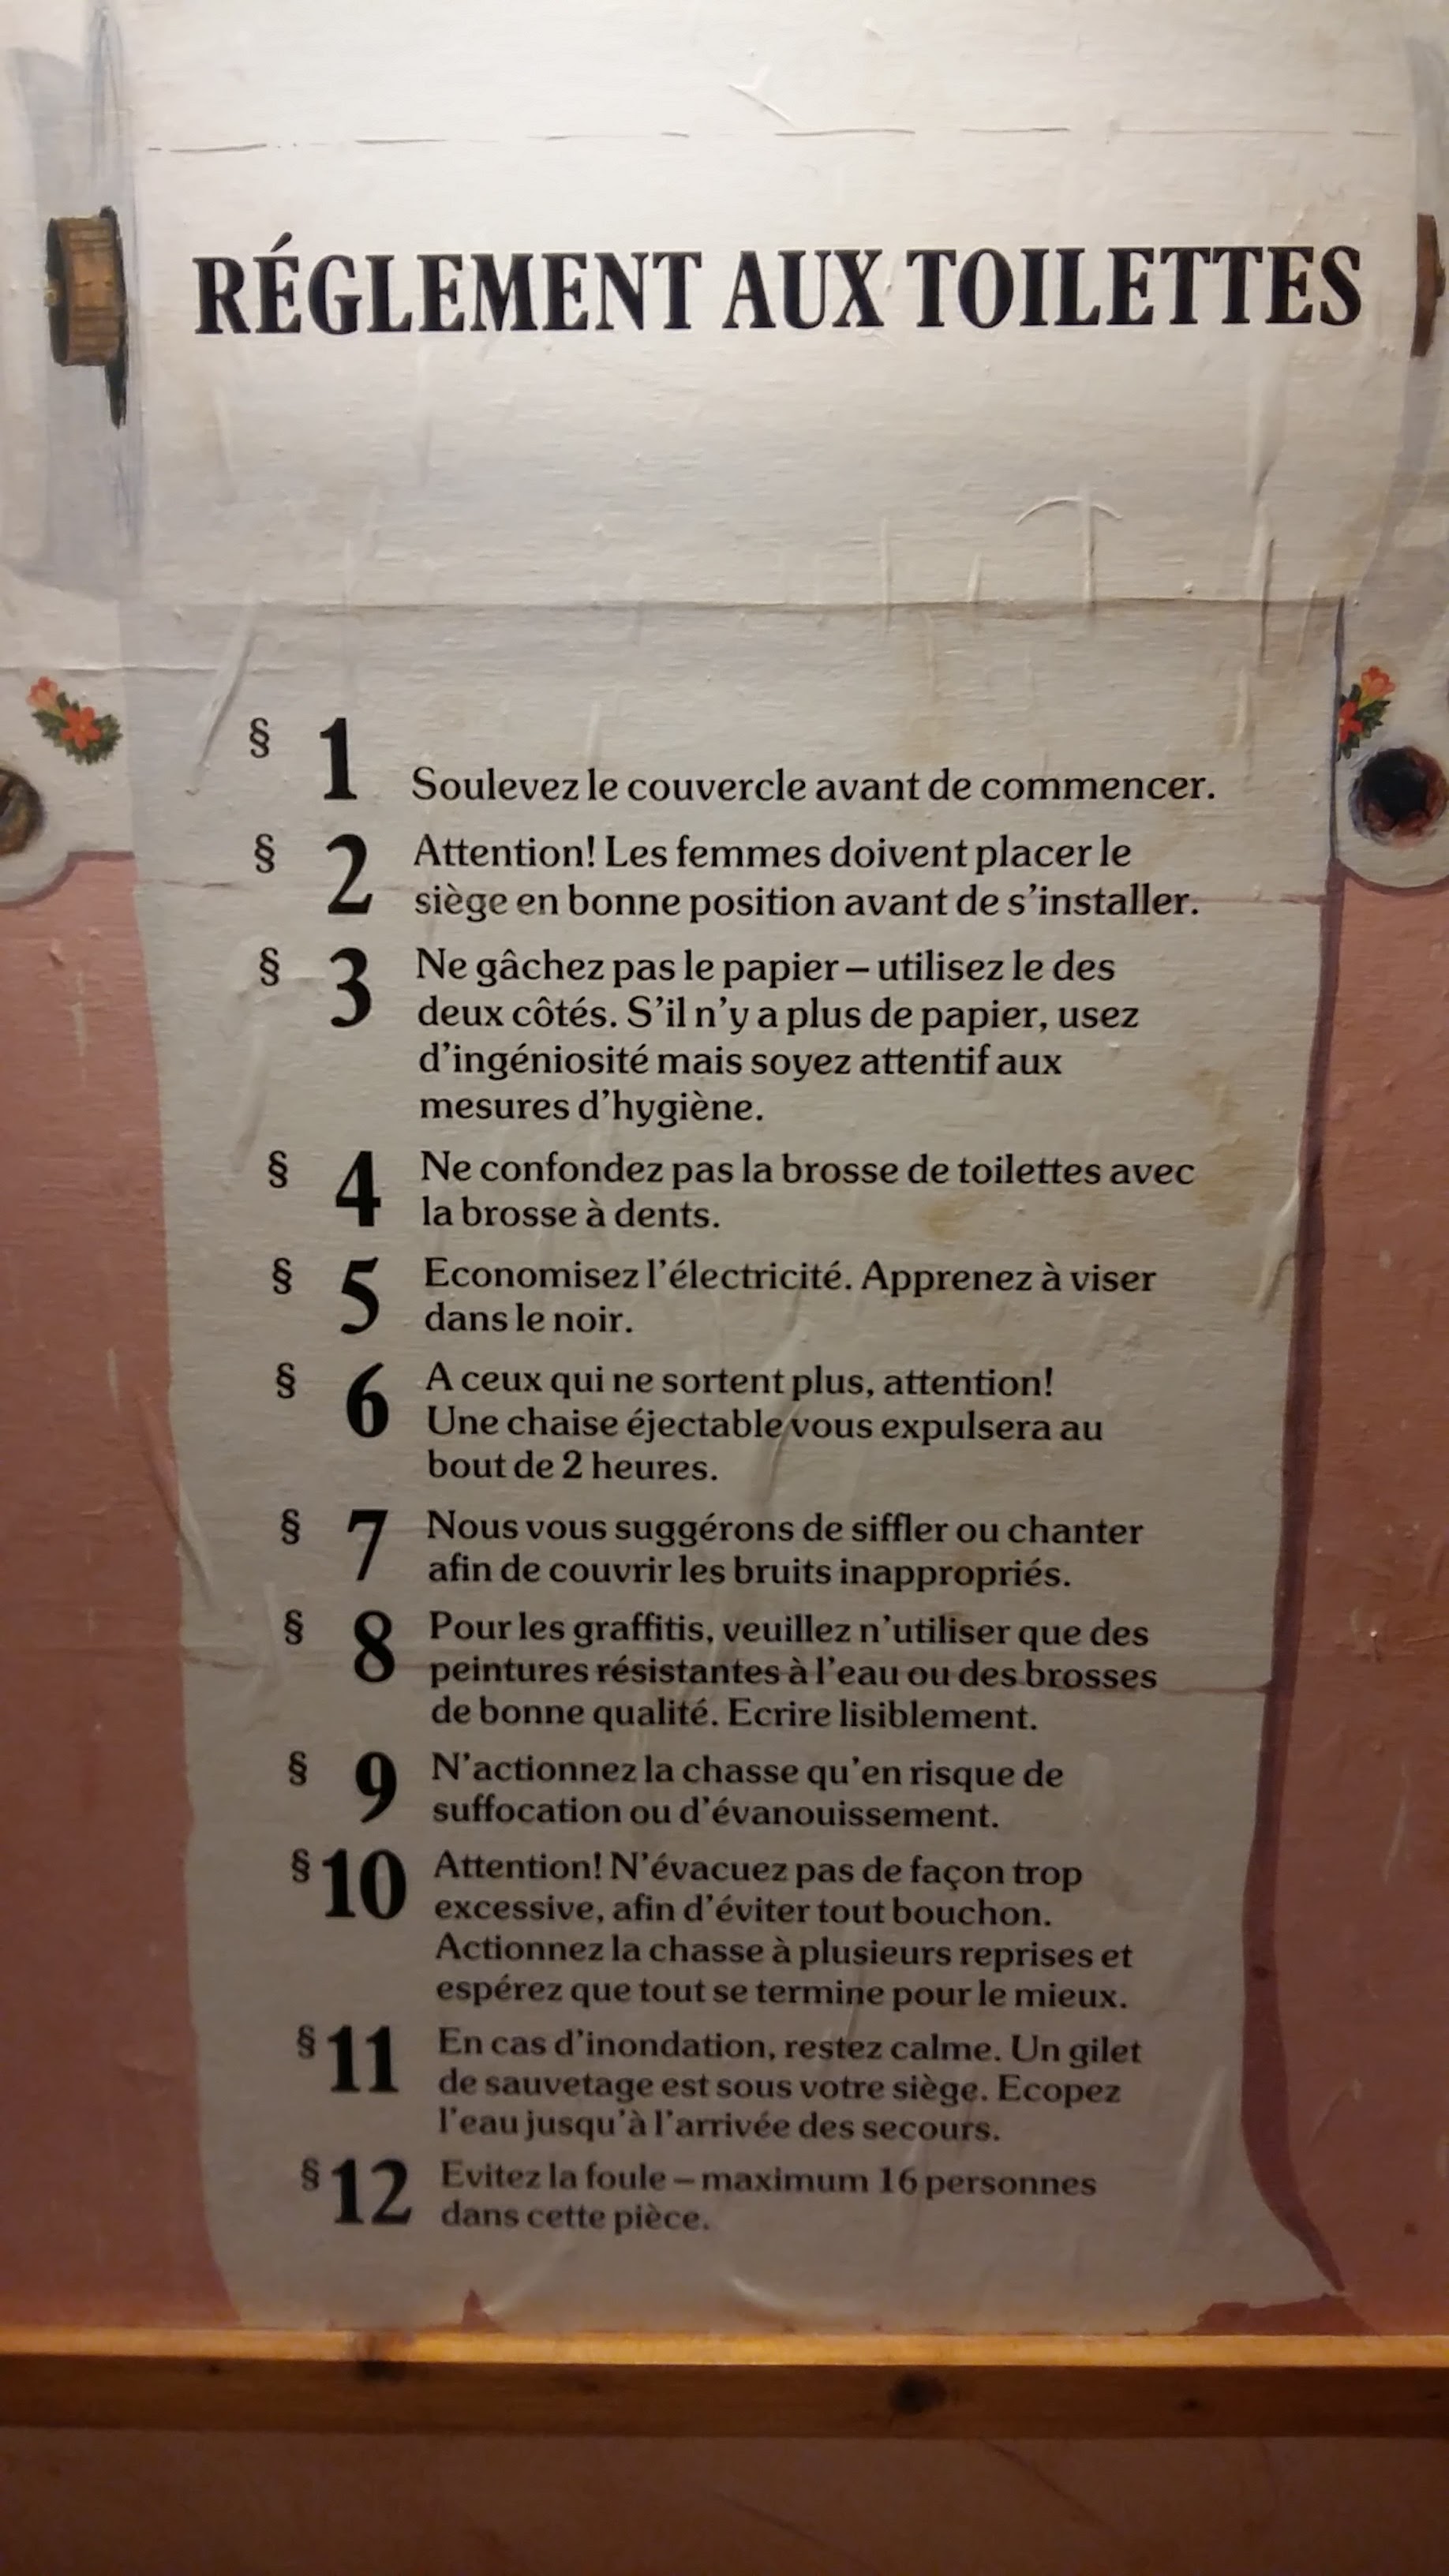 RÉGLEMENT AUX TOILETTES
§ 1 Soulevez le couvercle avant de commencer.
§ 2 Attention! Les femmes doivent placer le
siège en bonne position avant de s'installer.
§ 3 Ne gâchez pas le papier – utilisez le des
deux côtés. S'il n'y a plus de papier, usez
d'ingéniosité mais soyez attentif aux
mesures d'hygiène.
§ 4 Ne confondez pas la brosse de toilettes avec
la brosse à dents.
§ 5 Economisez l'électricité. Apprenez à viser
dans le noir.
§ 6 A ceux qui ne sortent plus, attention!
Une chaise éjectable vous expulsera au
bout de 2 heures.
§ 7 Nous vous suggérons de siffler ou chanter
afin de couvrir les bruits inappropriés.
§ 8 Pour les graffitis, veuillez n'utiliser que des
peintures résistantes à l'eau ou des brosses
de bonne qualité. Ecrire lisiblement.
§ 9 N'actionnez la chasse qu'en risque de
suffocation ou d'évanouissement.
§ 10 Attention! N'évacuez pas de façon trop
excessive, afin d'éviter tout bouchon.
Actionnez la chasse à plusieurs reprises et
espérez que tout se termine pour le mieux.
§ 11 En cas d'inondation, restez calme. Un gilet
de sauvetage est sous votre siège. Ecopez
l'eau jusqu'à l'arrivée des secours.
§ 12 Evitez la foule – maximum 16 personnes
dans cette pièce.